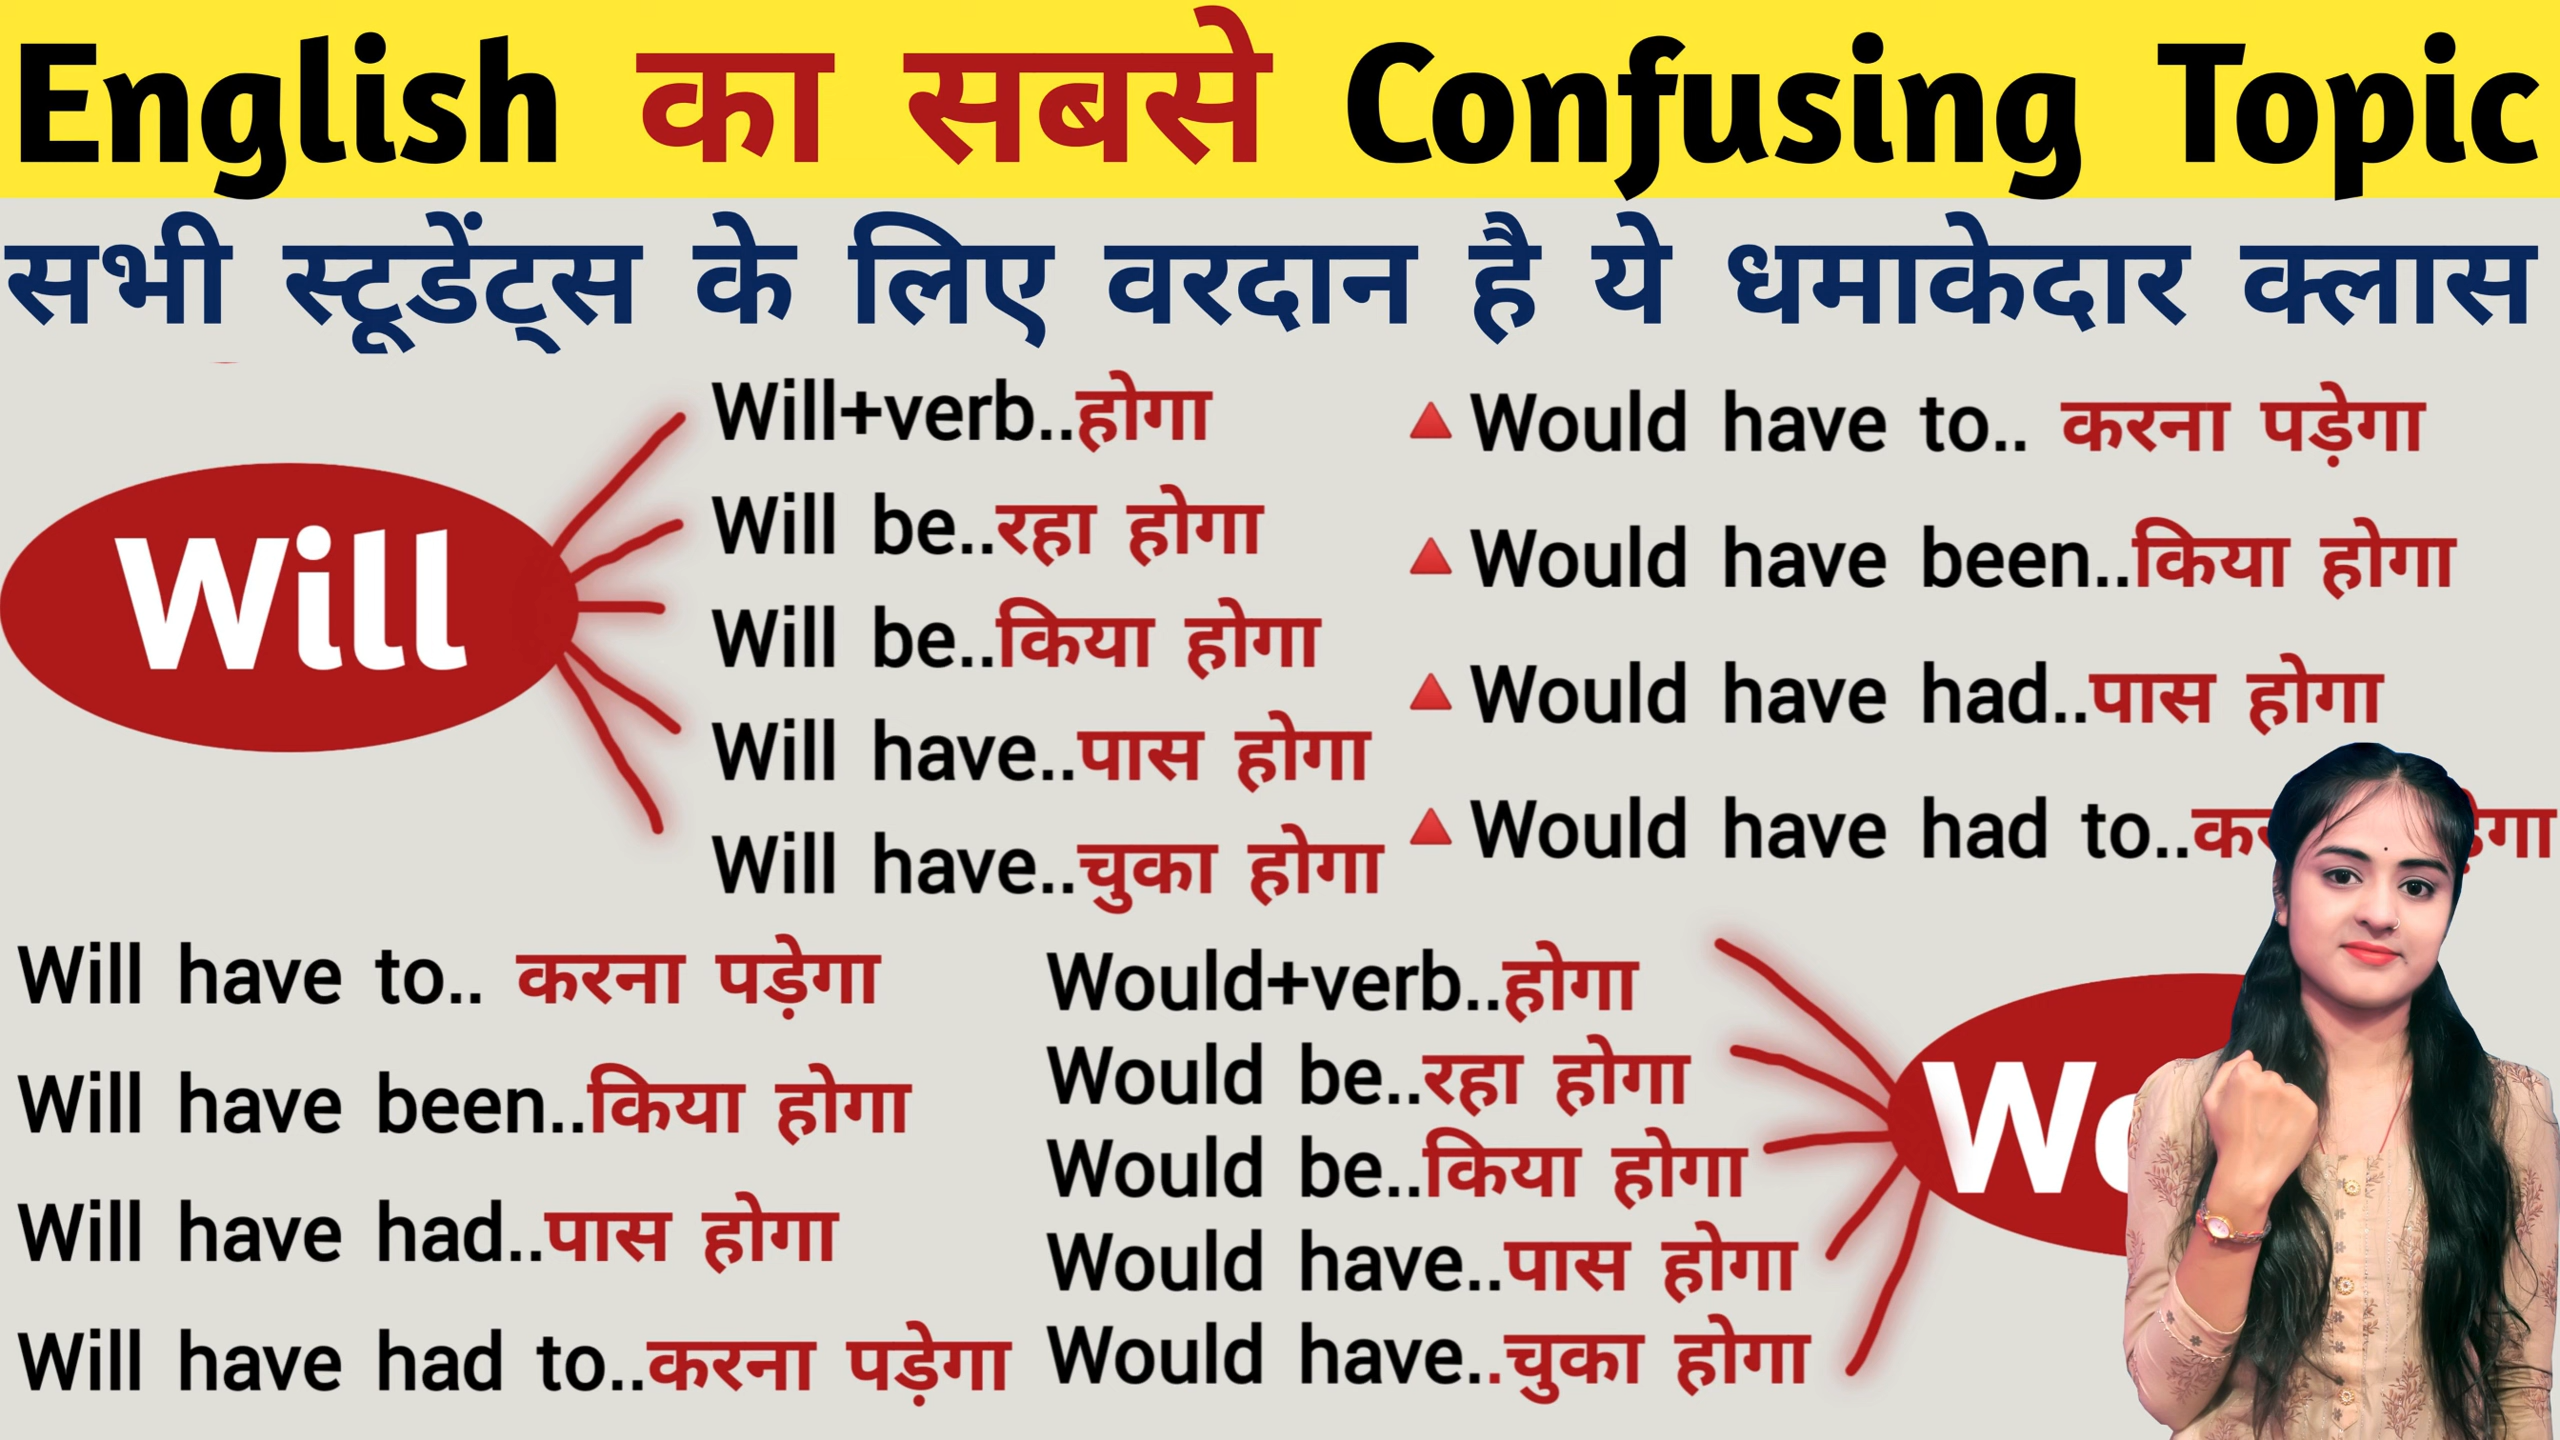 English का सबसे Confusing Topic
सभी स्टूडेंट्स के लिए वरदान है ये धमाकेदार क्लास
Will
Will+verb..होगा
Will be..रहा होगा
Will be..किया होगा
Will have..पास होगा
Will have..चुका होगा
Would have to.. करना पड़ेगा
Would have been..किया होगा
Would have had..पास होगा
Would have had to..
Will have to.. करना पड़ेगा
Will have been..किया होगा
Will have had..पास होगा
Will have had to..करना पड़ेगा
Would+verb..होगा
Would be..रहा होगा
Would be..किया होगा
Would have..पास होगा
Would have..चुका होगा